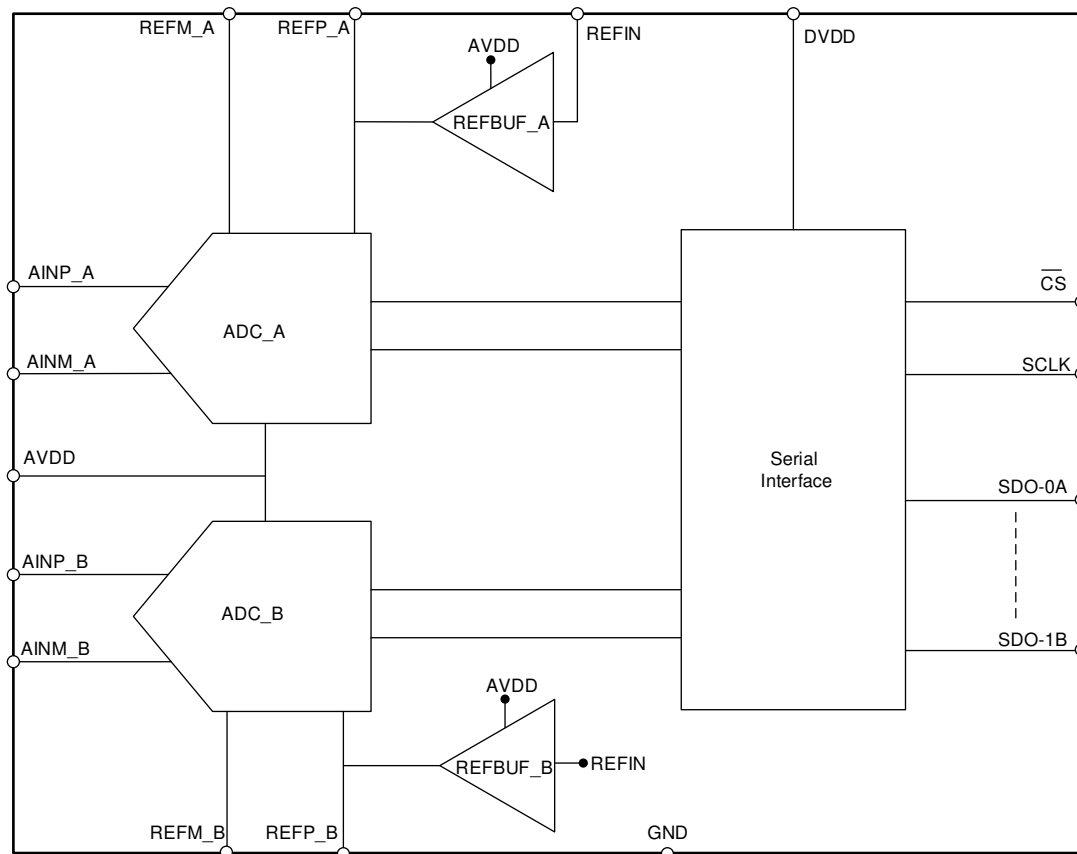 REFM_A
REFP_A
REFIN
DVDD
AVDD
REFBUF_A
AINP_A
CS
ADC_A
AINM_A
SCLK
AVDD
Serial
Interface
SDO-0A
AINP_B
ADC_B
AINM_B
SDO-1B
AVDD
REFBUF_B
REFIN
REFM_B
REFP_B
GND